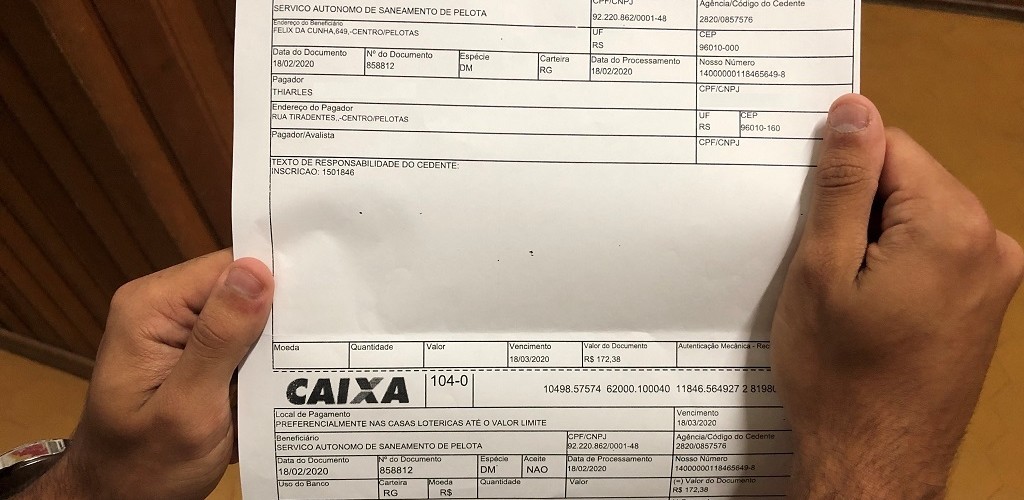 CPF/CNPJ
Agência/Código do Cedente
SERVICO AUTONOMO DE SANEAMENTO DE PELOTA
92.220.862/0001-48
2820/0857576
Endereço do Beneficiário
UF
CEP
FELIX DA CUNHA,649,-CENTRO/PELOTAS
RS
96010-000
Data do Documento
Nº do Documento
Espécie
Carteira
Data do Processamento
Nosso Número
18/02/2020
858812
DM
RG
18/02/2020
14000000118465649-8
Pagador
CPF/CNPJ
THIARLES
Endereço do Pagador
UF
CEP
RUA TIRADENTES,,-CENTRO/PELOTAS
RS
96010-160
Pagador/Avalista
CPF/CNPJ
TEXTO DE RESPONSABILIDADE DO CEDENTE:
INSCRICAO: 1501846
Moeda
Quantidade
Valor
Vencimento
Valor do Documento
Autenticação Mecânica - Rec
18/03/2020
R$ 172,38
CAIXA
104-0
10498.57574 62000.100040 11846.564927 2 8198
Local de Pagamento
Vencimento
PREFERENCIALMENTE NAS CASAS LOTERICAS ATÉ O VALOR LIMITE
18/03/2020
Beneficiário
CPF/CNPJ
Agência/Código do Cedente
SERVICO AUTONOMO DE SANEAMENTO DE PELOTA
92.220.862/0001-48
2820/0857576
Data do Documento
Nº do Documento
Espécie
Aceite
Data de Processamento
Nosso Número
18/02/2020
858812
DM
NAO
18/02/2020
14000000118465649-8
Uso do Banco
Carteira
Moeda
Quantidade
Valor
(=) Valor do Documento
RG
R$
R$ 172,38